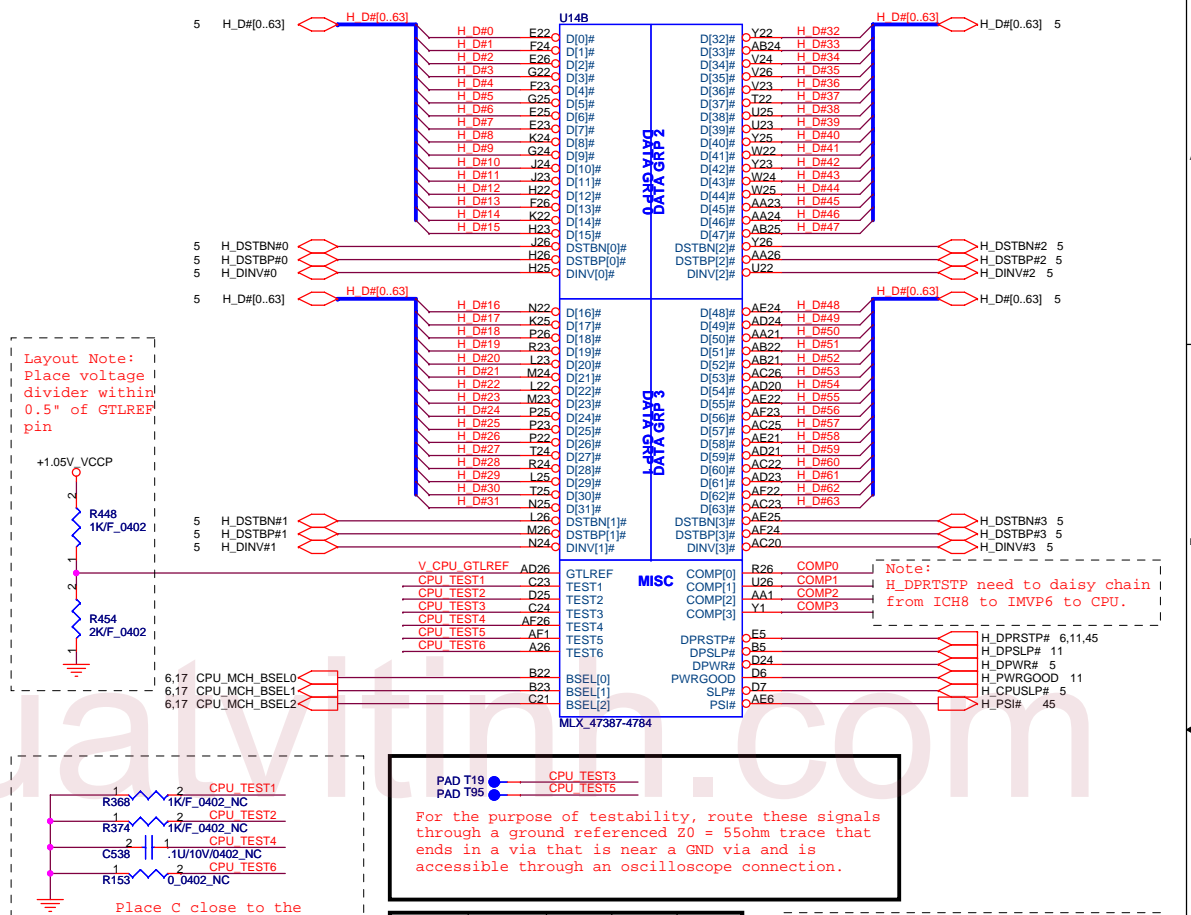 U14B
5 H_D#[0..63] H_D#[0..63] H_D#[0..63] H_D#[0..63] 5
H_D#0 E22 D[0]# D[32]# Y22 H_D#32
H_D#1 F24 D[1]# D[33]# AB24 H_D#33
H_D#2 E26 D[2]# D[34]# V24 H_D#34
H_D#3 G22 D[3]# D[35]# V26 H_D#35
H_D#4 F23 D[4]# D[36]# V23 H_D#36
H_D#5 G25 D[5]# D[37]# T22 H_D#37
H_D#6 E25 D[6]# D[38]# U25 H_D#38
H_D#7 E23 D[7]# D[39]# U23 H_D#39
H_D#8 K24 D[8]# D[40]# Y25 H_D#40
H_D#9 G24 D[9]# D[41]# W22 H_D#41
H_D#10 J24 D[10]# D[42]# Y23 H_D#42
H_D#11 J23 D[11]# D[43]# W24 H_D#43
H_D#12 H22 D[12]# D[44]# W25 H_D#44
H_D#13 F26 D[13]# D[45]# AA23 H_D#45
H_D#14 K22 D[14]# D[46]# AA24 H_D#46
H_D#15 H23 D[15]# D[47]# AB25 H_D#47
DATA GRP 0
DATA GRP 2
5 H_DSTBN#0 J26 DSTBN[0]# DSTBN[2]# Y26 H_DSTBN#2 5
5 H_DSTBP#0 H26 DSTBP[0]# DSTBP[2]# AA26 H_DSTBP#2 5
5 H_DINV#0 H25 DINV[0]# DINV[2]# U22 H_DINV#2 5
5 H_D#[0..63] H_D#[0..63] H_D#[0..63] H_D#[0..63] 5
H_D#16 N22 D[16]# D[48]# AE24 H_D#48
H_D#17 K25 D[17]# D[49]# AD24 H_D#49
H_D#18 P26 D[18]# D[50]# AA21 H_D#50
H_D#19 R23 D[19]# D[51]# AB22 H_D#51
H_D#20 L23 D[20]# D[52]# AB21 H_D#52
H_D#21 M24 D[21]# D[53]# AC26 H_D#53
H_D#22 L22 D[22]# D[54]# AD20 H_D#54
H_D#23 M23 D[23]# D[55]# AE22 H_D#55
H_D#24 P25 D[24]# D[56]# AF23 H_D#56
H_D#25 P23 D[25]# D[57]# AC25 H_D#57
H_D#26 P22 D[26]# D[58]# AE21 H_D#58
H_D#27 T24 D[27]# D[59]# AD21 H_D#59
H_D#28 R24 D[28]# D[60]# AC22 H_D#60
H_D#29 L25 D[29]# D[61]# AD23 H_D#61
H_D#30 T25 D[30]# D[62]# AF22 H_D#62
H_D#31 N25 D[31]# D[63]# AC23 H_D#63
DATA GRP 1
DATA GRP 3
5 H_DSTBN#1 L26 DSTBN[1]# DSTBN[3]# AE25 H_DSTBN#3 5
5 H_DSTBP#1 M26 DSTBP[1]# DSTBP[3]# AF24 H_DSTBP#3 5
5 H_DINV#1 N24 DINV[1]# DINV[3]# AC20 H_DINV#3 5
V_CPU_GTLREF AD26 GTLREF COMP[0] R26 COMP0
CPU_TEST1 C23 TEST1 COMP[1] U26 COMP1
CPU_TEST2 D25 TEST2 COMP[2] AA1 COMP2
CPU_TEST3 C24 TEST3 COMP[3] Y1 COMP3
CPU_TEST4 AF26 TEST4
CPU_TEST5 AF1 TEST5 DPRSTP# E5 H_DPRSTP# 6,11,45
CPU_TEST6 A26 TEST6 DPSLP# B5 H_DPSLP# 11
MISC
DPWR# D24 H_DPWR# 5
6,17 CPU_MCH_BSEL0 B22 BSEL[0] PWRGOOD D6 H_PWRGOOD 11
6,17 CPU_MCH_BSEL1 B23 BSEL[1] SLP# D7 H_CPUSLP# 5
6,17 CPU_MCH_BSEL2 C21 BSEL[2] PSI# AE6 H_PSI# 45
MLX_47387-4784
Layout Note:
Place voltage
divider within
0.5" of GTLREF
pin
+1.05V_VCCP
2
R448
1K/F_0402
1
2
R454
2K/F_0402
1
Note:
H_DPRTSTP need to daisy chain
from ICH8 to IMVP6 to CPU.
uatvitinh.com
1 2 CPU_TEST1
R368 1K/F_0402_NC
1 2 CPU_TEST2
R374 1K/F_0402_NC
2 1 CPU_TEST4
C538 .1U/10V/0402_NC
1 2 CPU_TEST6
R153 0_0402_NC
Place C close to the
PAD T19 CPU_TEST3
PAD T95 CPU_TEST5
For the purpose of testability, route these signals
through a ground referenced Z0 = 55ohm trace that
ends in a via that is near a GND via and is
accessible through an oscilloscope connection.